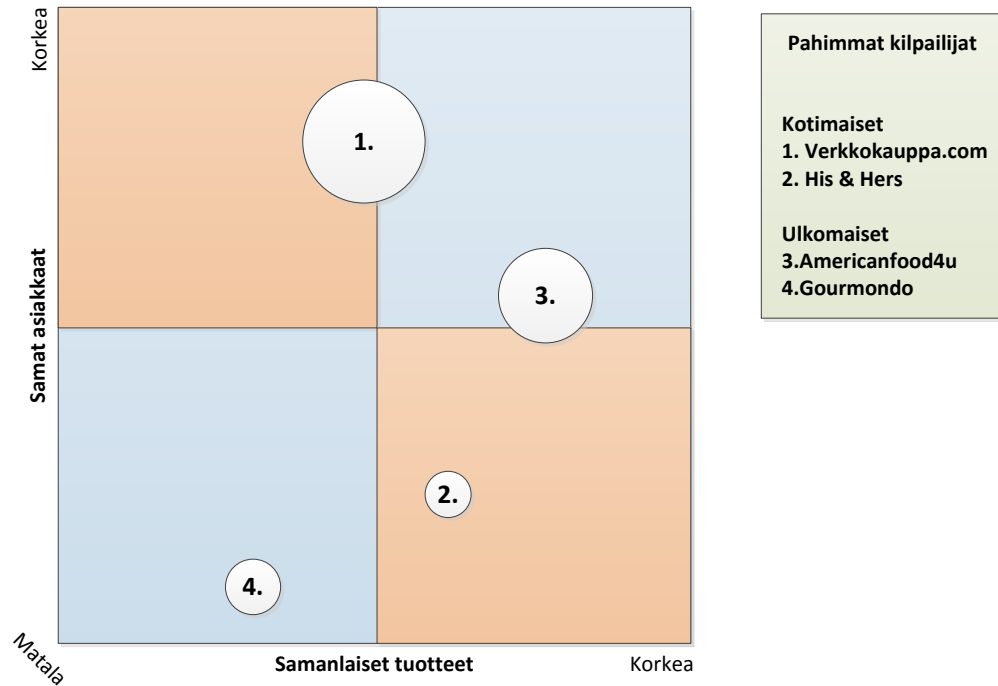 Korkea
Samat asiakkaat
Matala
1.
3.
2.
4.
Samanlaiset tuotteet
Korkea
Pahimmat kilpailijat
Kotimaiset
1. Verkkokauppa.com
2. His & Hers
Ulkomaiset
3.Americanfood4u
4.Gourmondo